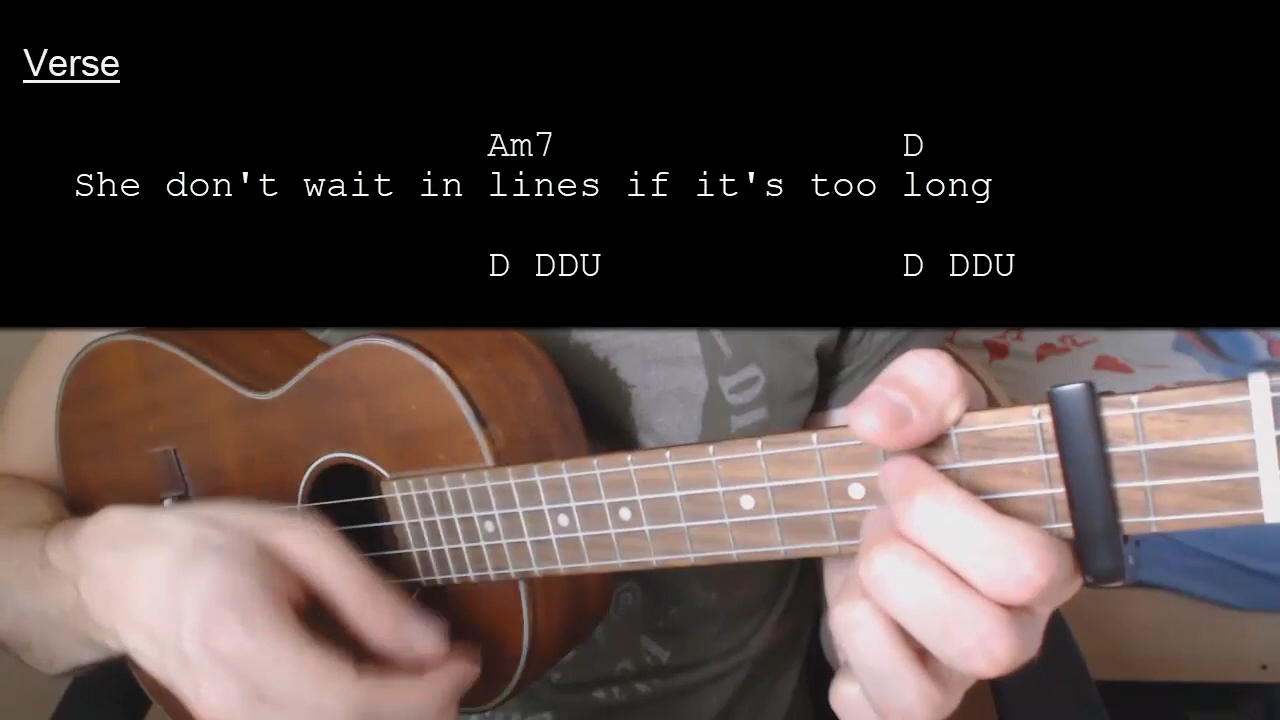 Verse
Am7 D
She don't wait in lines if it's too long
D DDU D DDU